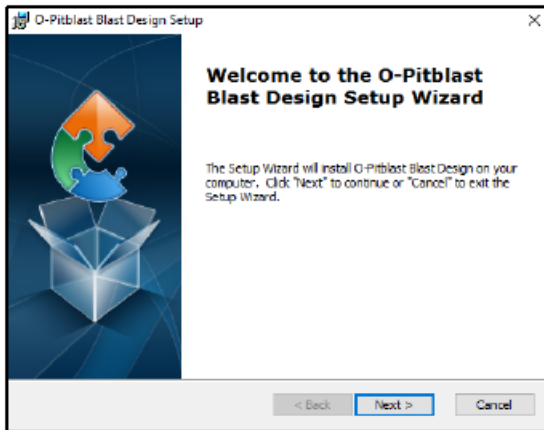 O-Pitblast Blast Design Setup
Welcome to the O-Pitblast
Blast Design Setup Wizard
The Setup Wizard will install O-Pitblast Blast Design on your
computer. Click "Next" to continue or "Cancel" to exit the
Setup Wizard.
< Back Next > Cancel